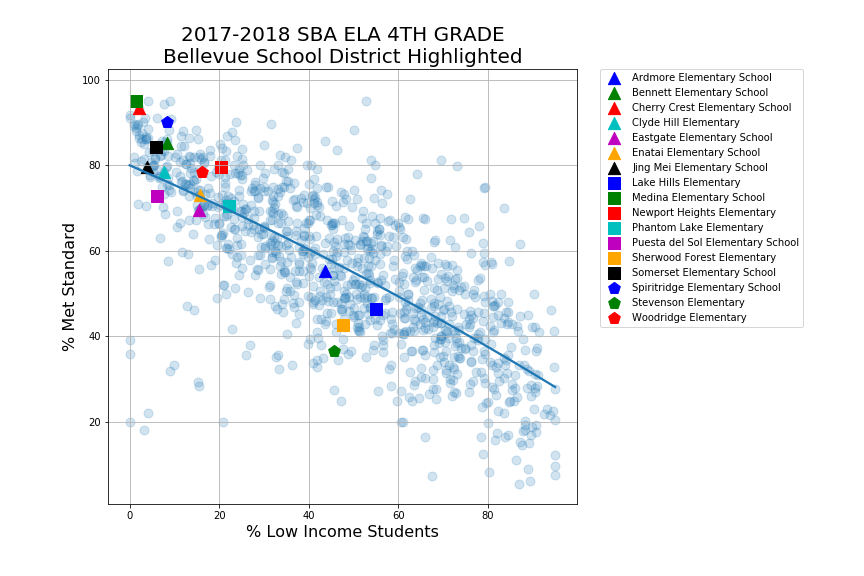 2017-2018 SBA ELA 4TH GRADE
Bellevue School District Highlighted
% Met Standard
100
80
60
40
20
0
20
40
60
80
% Low Income Students
Ardmore Elementary School
Bennett Elementary School
Cherry Crest Elementary School
Clyde Hill Elementary
Eastgate Elementary School
Enatai Elementary School
Jing Mei Elementary School
Lake Hills Elementary
Medina Elementary School
Newport Heights Elementary
Phantom Lake Elementary
Puesta del Sol Elementary School
Sherwood Forest Elementary
Somerset Elementary School
Spiritridge Elementary School
Stevenson Elementary
Woodridge Elementary